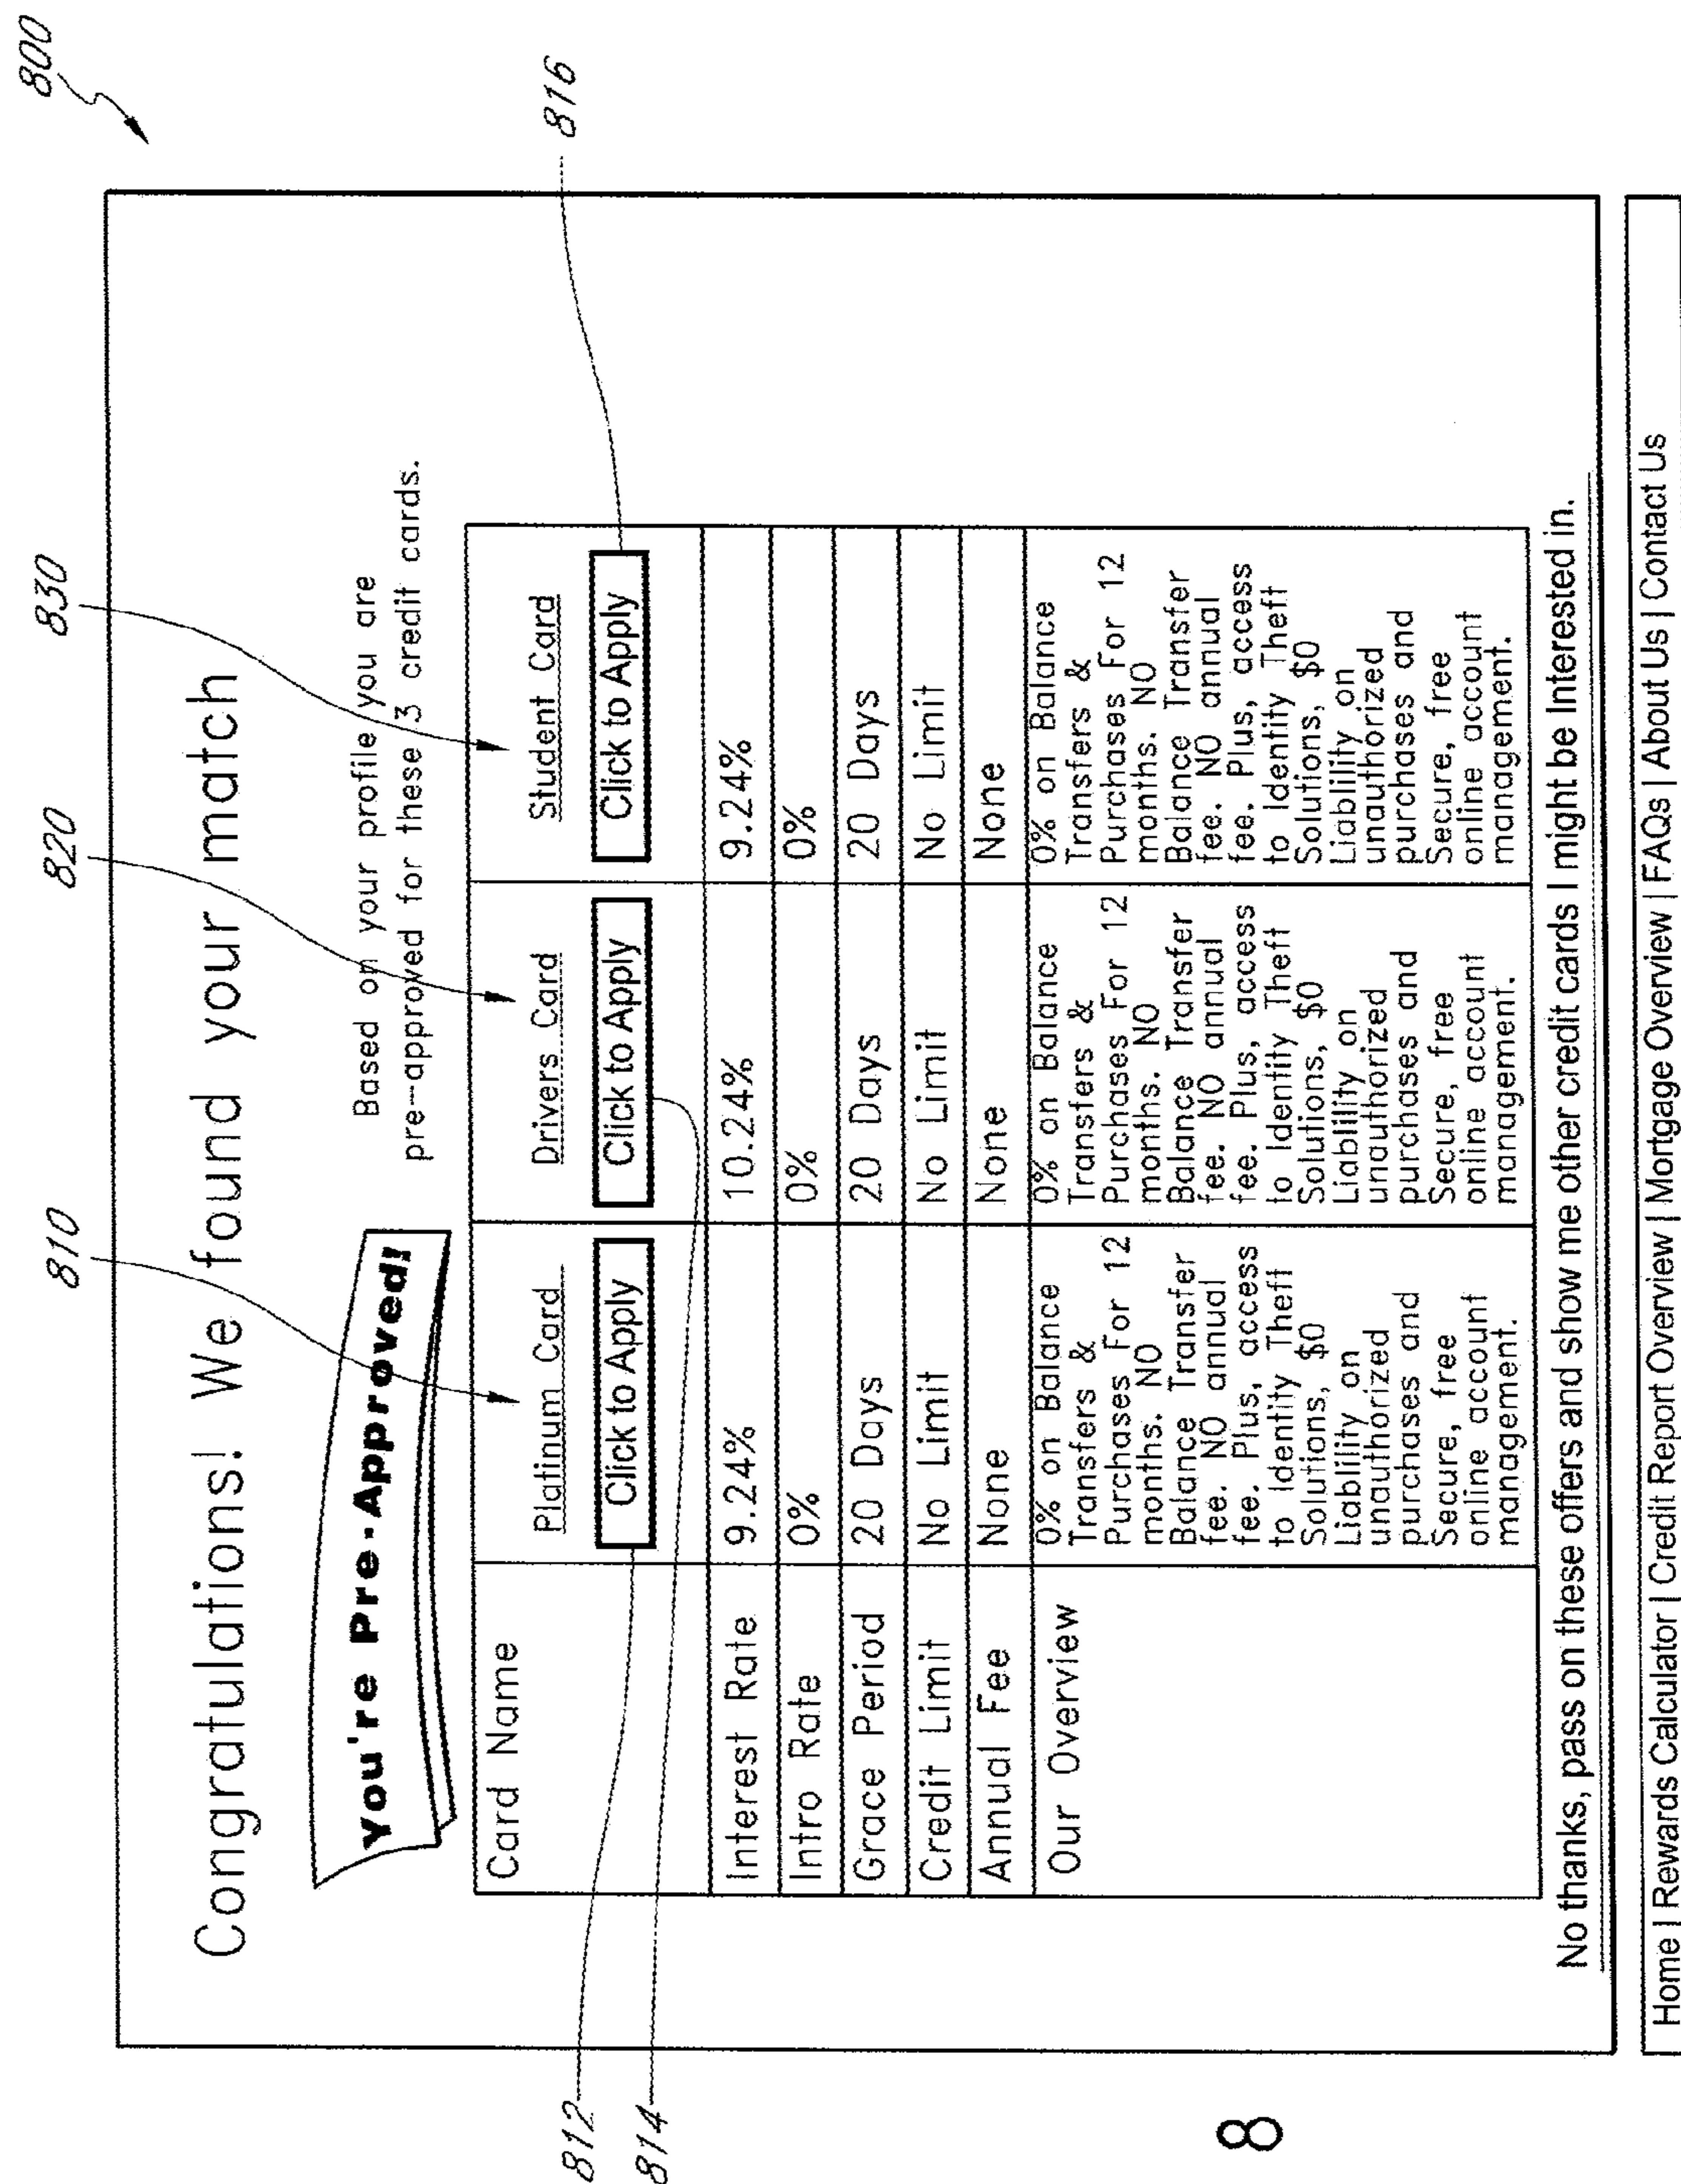 800
810
820
830
Congratulations! We found your match
You're Pre-Approved!
Based on your profile you are
pre-approved for these 3 credit cards.
Card Name
Platinum Card
Click to Apply
Drivers Card
Click to Apply
Student Card
Click to Apply
812
814
816
Interest Rate 9.24% 10.24% 9.24%
Intro Rate 0% 0% 0%
Grace Period 20 Days 20 Days 20 Days
Credit Limit No Limit No Limit No Limit
Annual Fee None None None
Our Overview
0% on Balance
Transfers &
Purchases For 12
months. NO
Balance Transfer
fee. NO annual
fee. Plus, access
to Identity Theft
Solutions, $0
Liability on
unauthorized
purchases and
Secure, free
online account
management.
0% on Balance
Transfers &
Purchases For 12
months. NO
Balance Transfer
fee. NO annual
fee. Plus, access
to Identity Theft
Solutions, $0
Liability on
unauthorized
purchases and
Secure, free
online account
management.
0% on Balance
Transfers &
Purchases For 12
months. NO
Balance Transfer
fee. NO annual
fee. Plus, access
to Identity Theft
Solutions, $0
Liability on
unauthorized
purchases and
Secure, free
online account
management.
No thanks, pass on these offers and show me other credit cards I might be Interested in.
Home | Rewards Calculator | Credit Report Overview | Mortgage Overview | FAQs | About Us | Contact Us
8